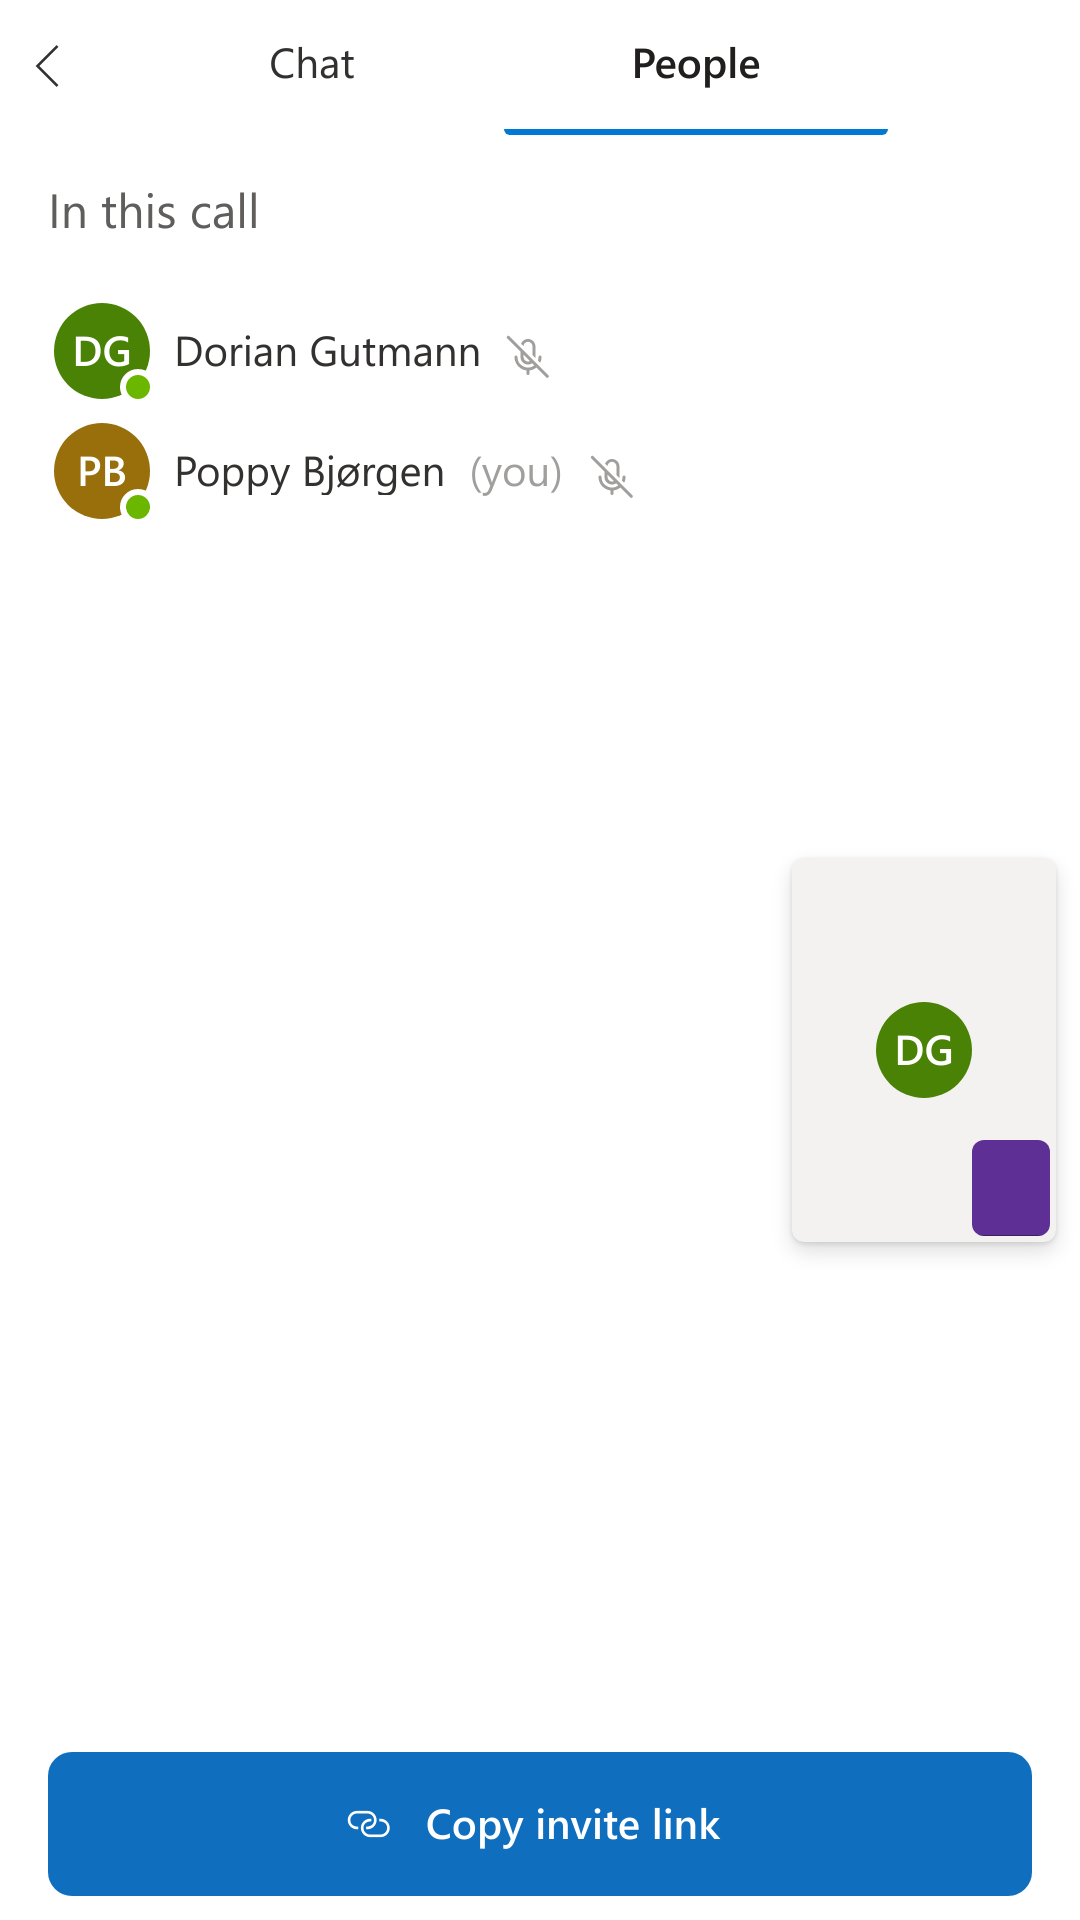 Chat People
In this call
DG Dorian Gutmann
PB Poppy Bjørgen (you)
DG
Copy invite link